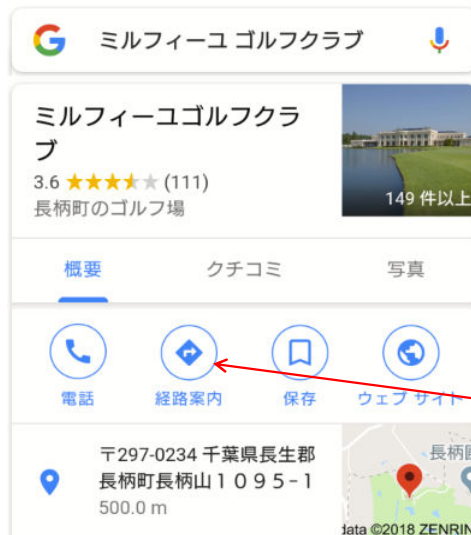 ミルフィーユ ゴルフクラブ
ミルフィーユゴルフクラ
ブ
3.6 ★★★★★ (111)
長柄町のゴルフ場
149 件以上
概要 クチコミ 写真
電話 経路案内 保存 ウェブ サイト
〒297-0234 千葉県長生郡
長柄町長柄山1095-1
500.0 m
data ©2018 ZENRIN